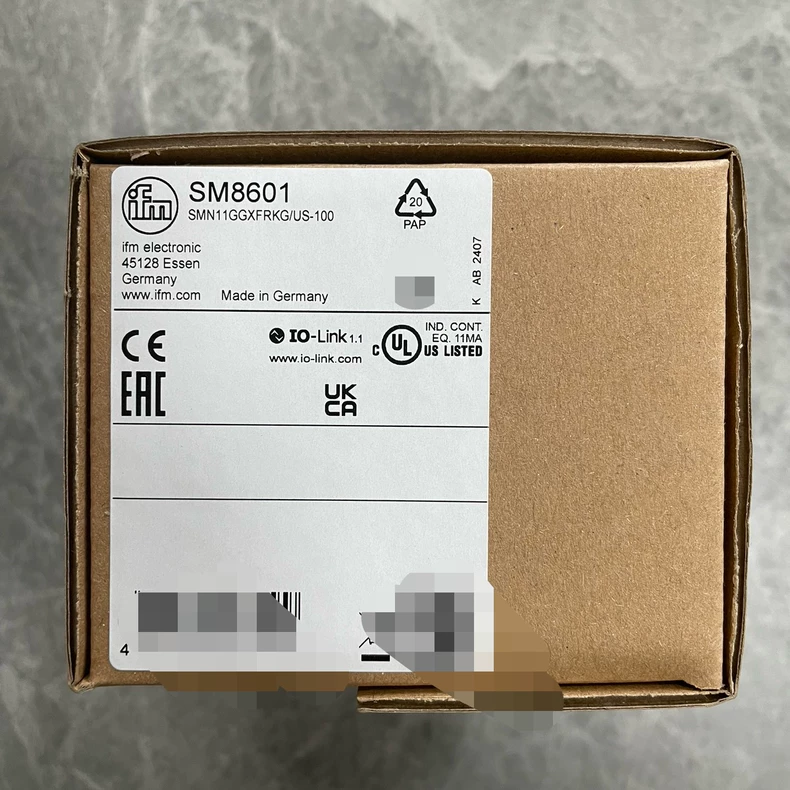 ifm
SM8601
SMN11GGXFRKG/US-100
20
PAP
ifm electronic
45128 Essen
Germany
www.ifm.com Made in Germany
K AB 2407
CE
IO-Link 1.1
www.io-link.com
C UL US LISTED
IND. CONT.
EQ. 11MA
EAC
UK
CA
4